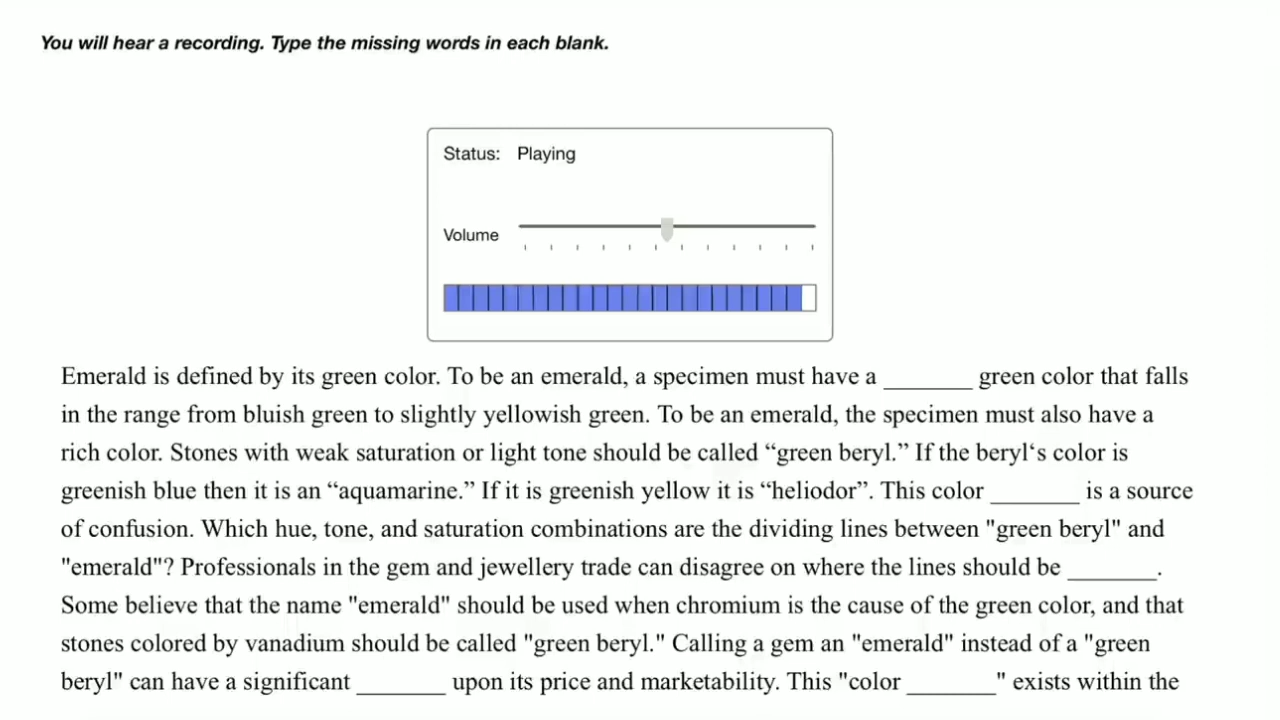 You will hear a recording. Type the missing words in each blank.
Status: Playing
Volume
Emerald is defined by its green color. To be an emerald, a specimen must have a _______ green color that falls
in the range from bluish green to slightly yellowish green. To be an emerald, the specimen must also have a
rich color. Stones with weak saturation or light tone should be called “green beryl.” If the beryl‘s color is
greenish blue then it is an “aquamarine.” If it is greenish yellow it is “heliodor”. This color _______ is a source
of confusion. Which hue, tone, and saturation combinations are the dividing lines between "green beryl" and
"emerald"? Professionals in the gem and jewellery trade can disagree on where the lines should be _______.
Some believe that the name "emerald" should be used when chromium is the cause of the green color, and that
stones colored by vanadium should be called "green beryl." Calling a gem an "emerald" instead of a "green
beryl" can have a significant _______ upon its price and marketability. This "color _______" exists within the